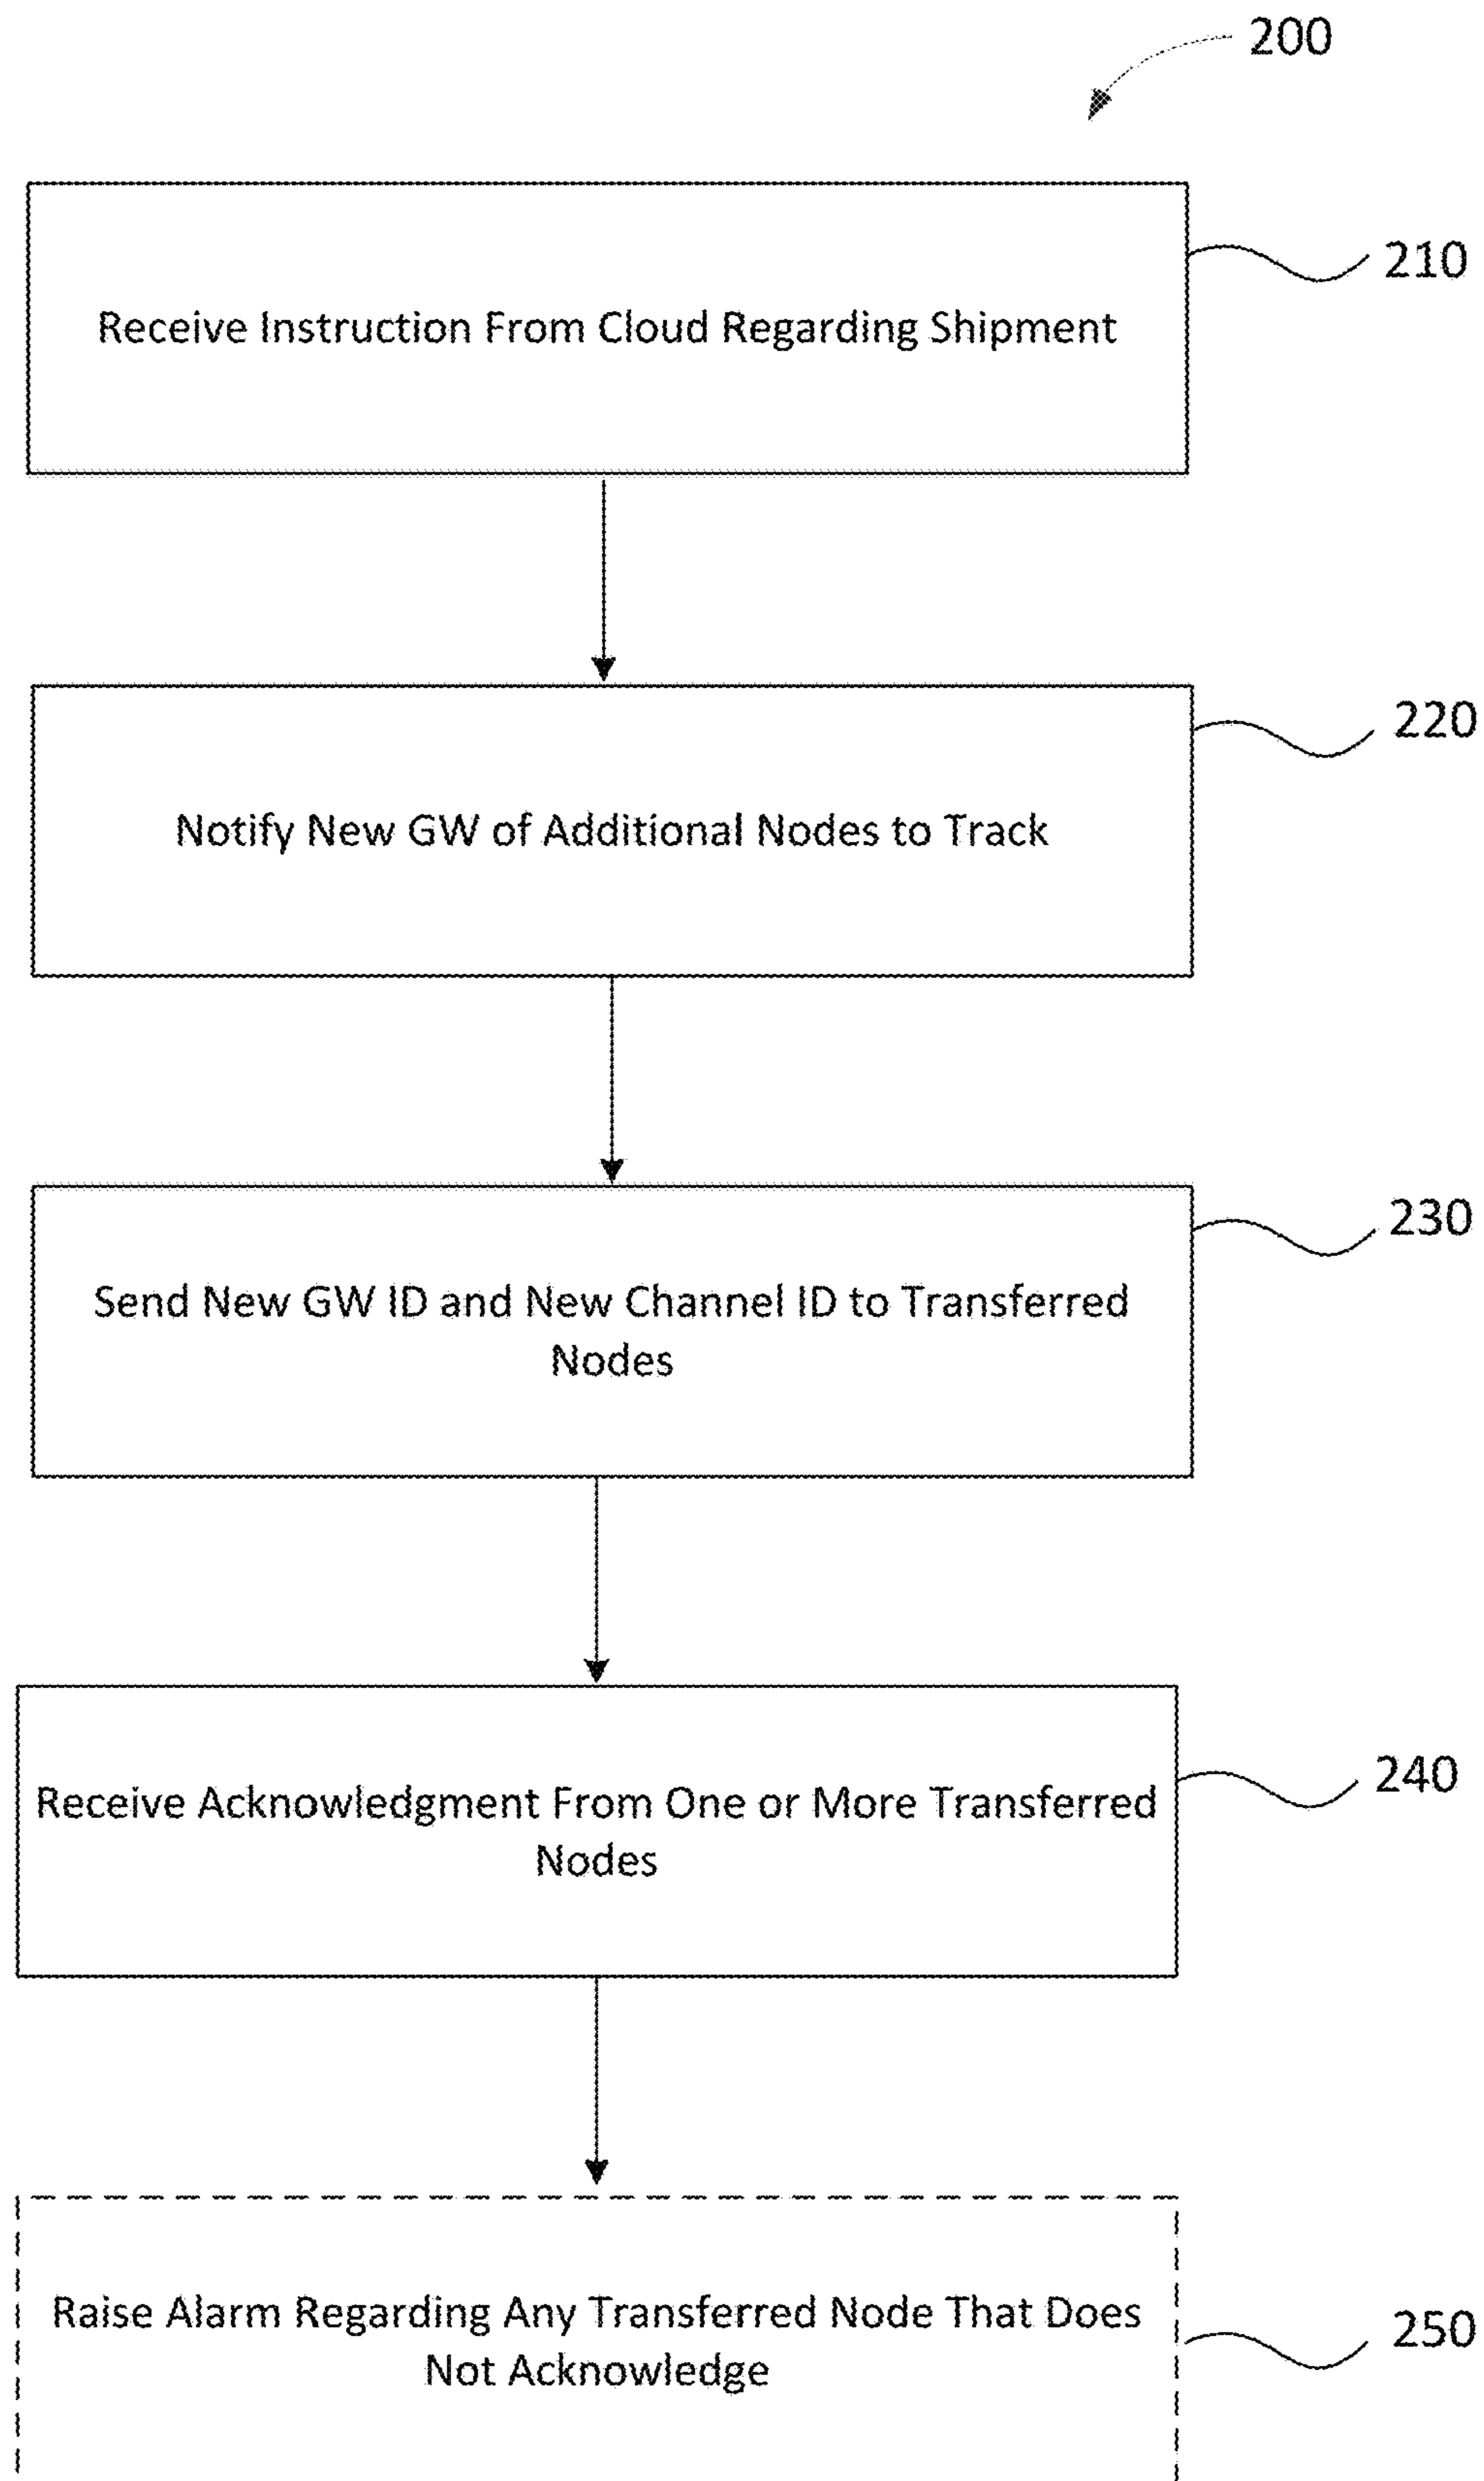 200
Receive Instruction From Cloud Regarding Shipment
210
Notify New GW of Additional Nodes to Track
220
Send New GW ID and New Channel ID to Transferred
Nodes
230
Receive Acknowledgment From One or More Transferred
Nodes
240
Raise Alarm Regarding Any Transferred Node That Does
Not Acknowledge
250